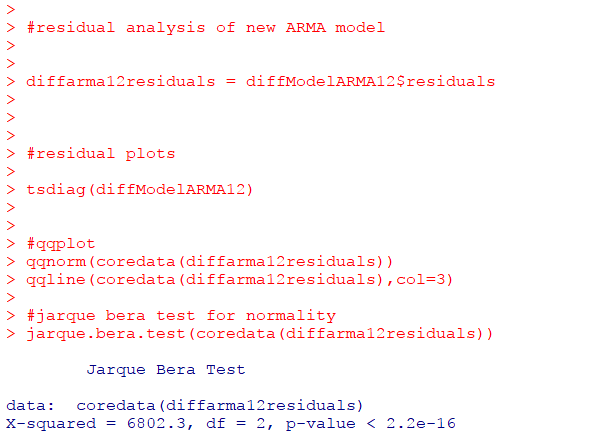 >
> #residual analysis of new ARMA model
>
>
> diffarma12residuals = diffModelARMA12$residuals
>
>
>
> #residual plots
>
> tsdiag(diffModelARMA12)
>
>
> #qqplot
> qqnorm(coredata(diffarma12residuals))
> qqline(coredata(diffarma12residuals),col=3)
>
> #jarque bera test for normality
> jarque.bera.test(coredata(diffarma12residuals))
Jarque Bera Test
data:  coredata(diffarma12residuals)
X-squared = 6802.3, df = 2, p-value < 2.2e-16